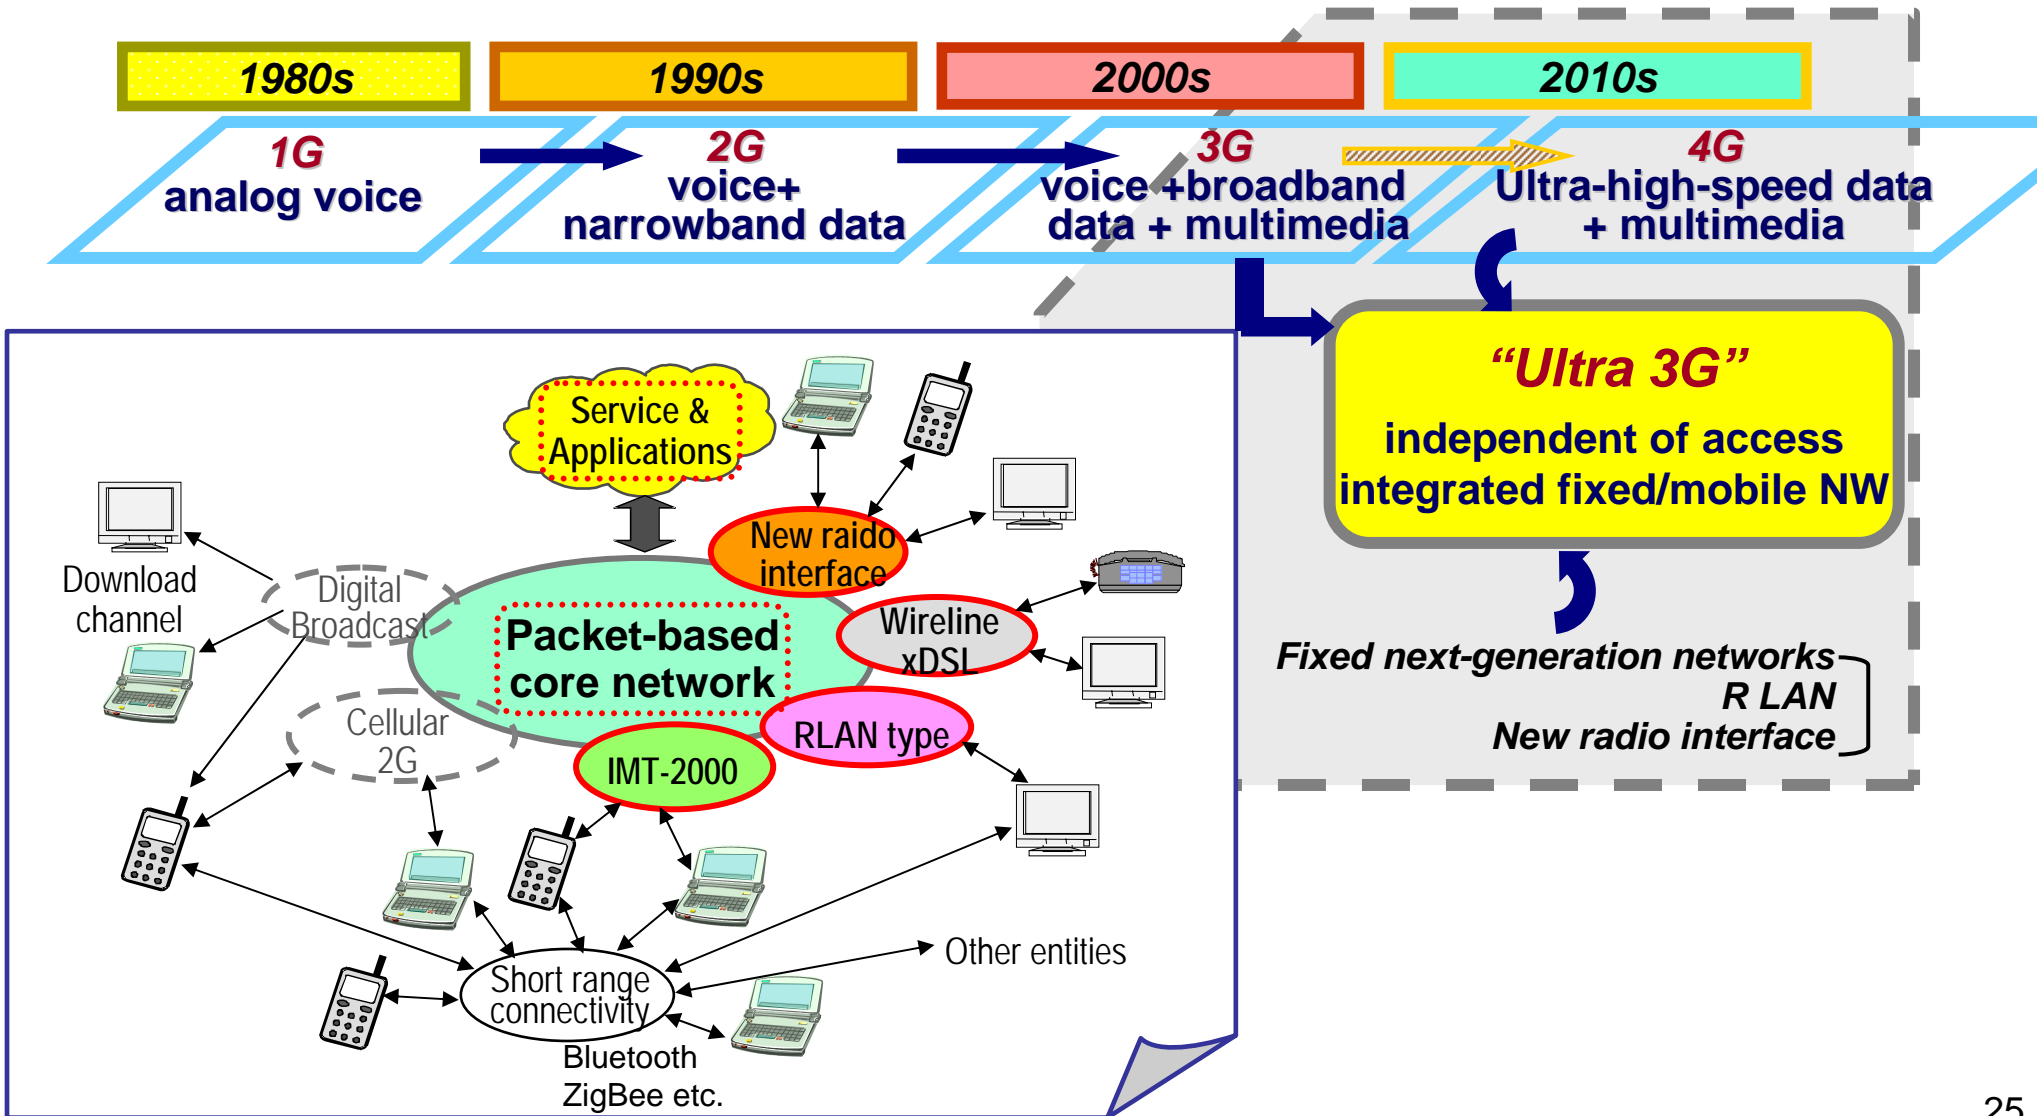 1980s
1990s
2000s
2010s
1G
analog voice
2G
voice+
narrowband data
3G
voice +broadband
data + multimedia
4G
Ultra-high-speed data
+ multimedia
“Ultra 3G”
independent of access
integrated fixed/mobile NW
Fixed next-generation networks
R LAN
New radio interface
Service &
Applications
New raido
interface
Download
channel
Digital
Broadcast
Packet-based
core network
Wireline
xDSL
Cellular
2G
RLAN type
IMT-2000
Other entities
Short range
connectivity
Bluetooth
ZigBee etc.
25